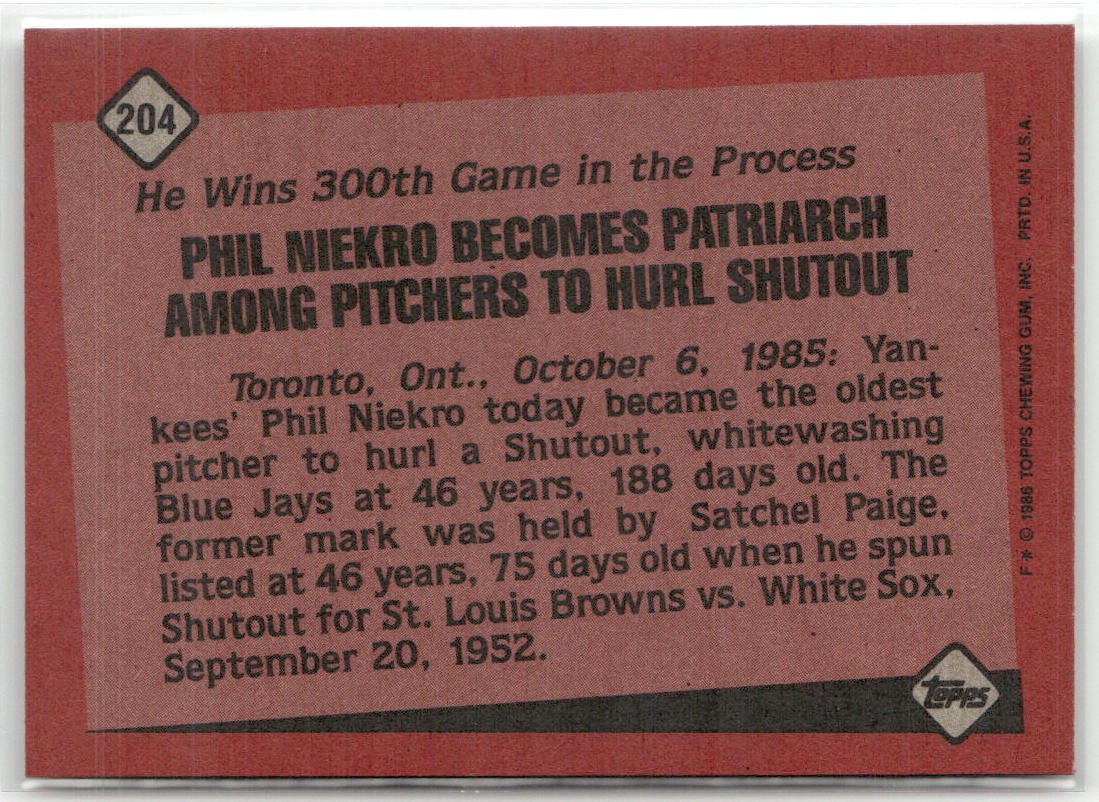 204
He Wins 300th Game in the Process
PHIL NIEKRO BECOMES PATRIARCH
AMONG PITCHERS TO HURL SHUTOUT
Toronto, Ont., October 6, 1985: Yan-
kees' Phil Niekro today became the oldest
pitcher to hurl a Shutout, whitewashing
Blue Jays at 46 years, 188 days old. The
former mark was held by Satchel Paige,
listed at 46 years, 75 days old when he spun
Shutout for St. Louis Browns vs. White Sox,
September 20, 1952.
topps
F* © 1986 TOPPS CHEWING GUM, INC. PRTD. IN U.S.A.